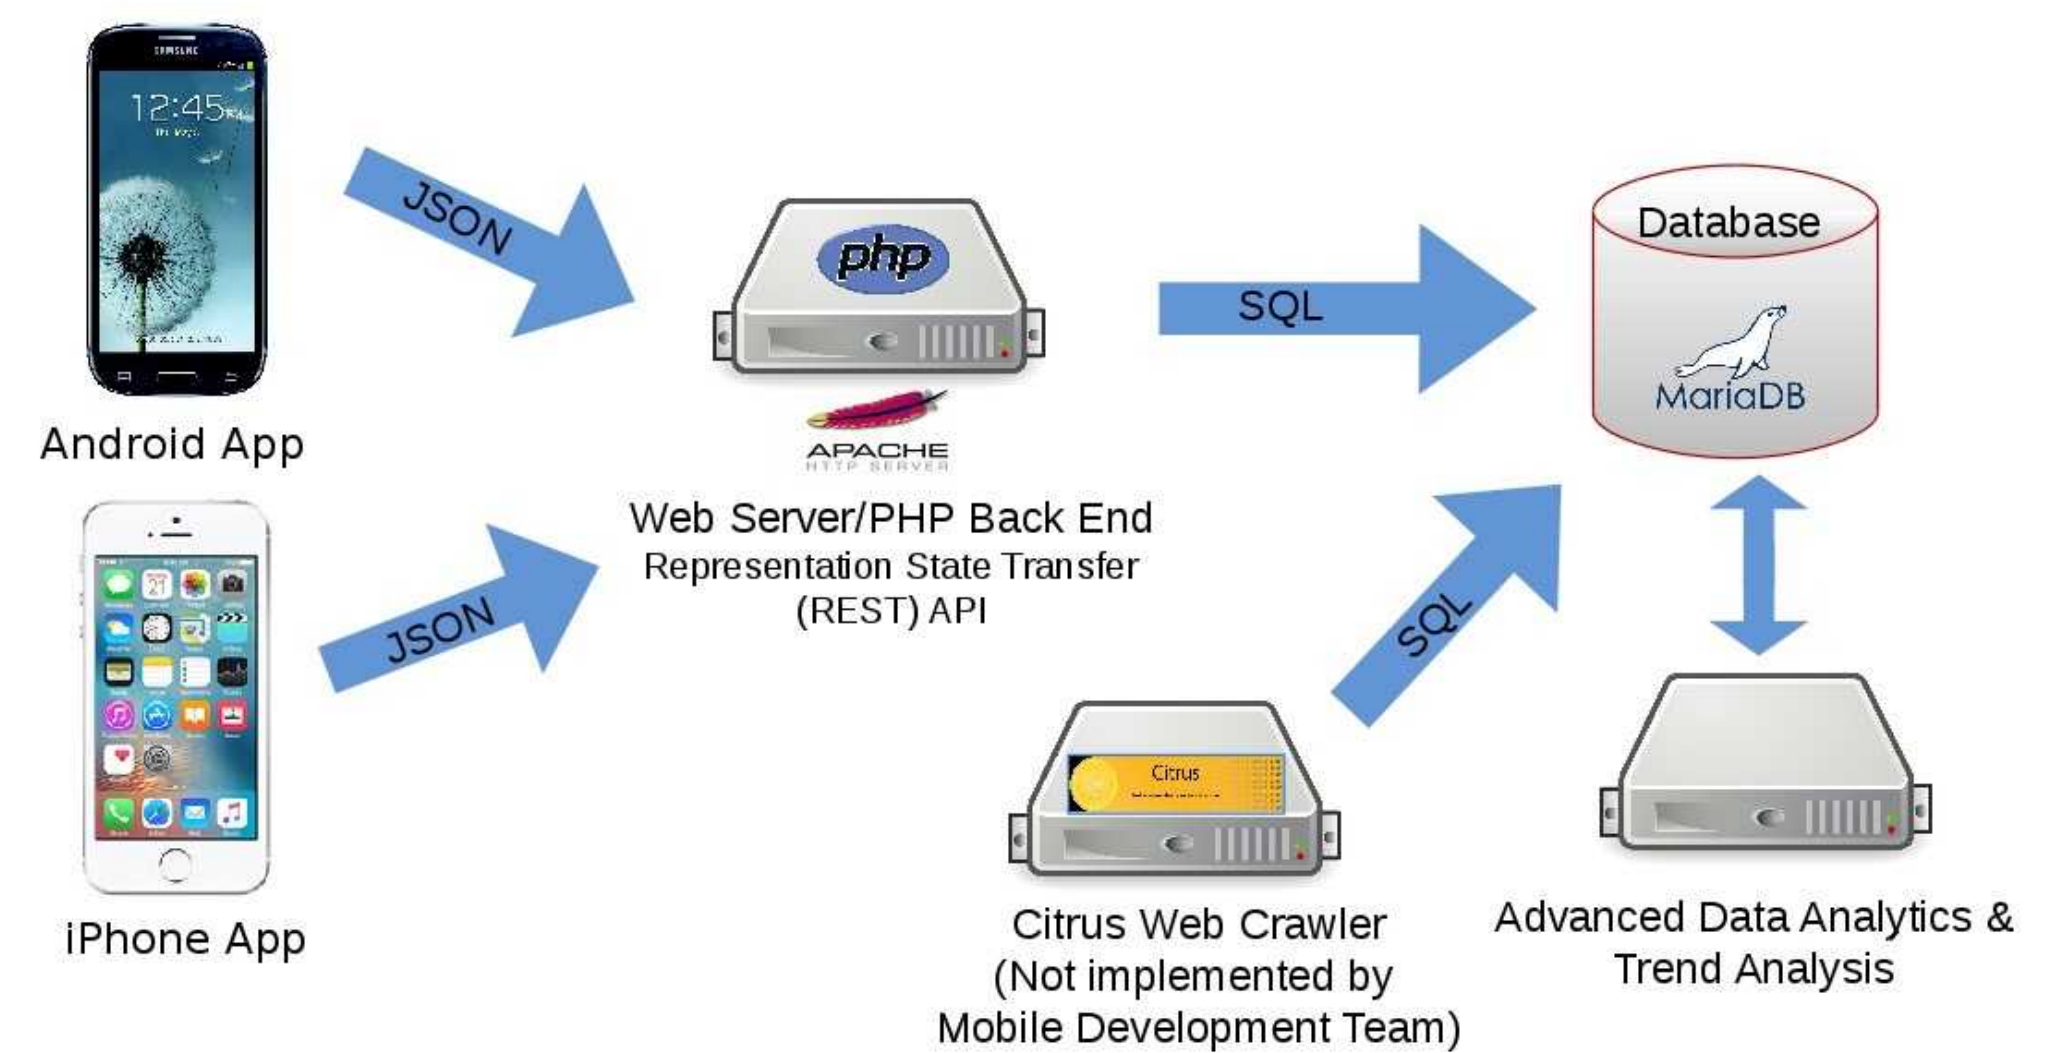 SAMSUNG
12:45
JSON
php
SQL
Database
MariaDB
APACHE
HTTP SERVER
Android App
Web Server/PHP Back End
Representation State Transfer
(REST) API
JSON
SQL
Citrus
iPhone App
Citrus Web Crawler
(Not implemented by
Mobile Development Team)
Advanced Data Analytics &
Trend Analysis